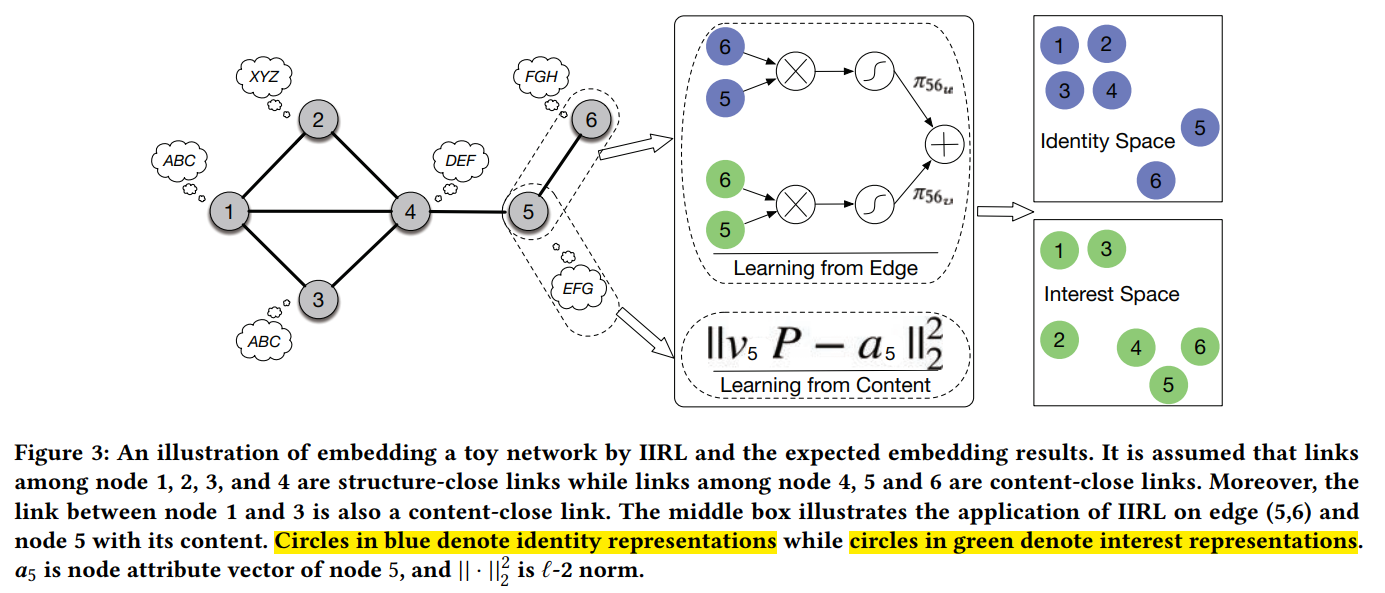 XYZ
FGH
2
6
ABC
DEF
1
4
5
EFG
3
ABC
6
5
π56u
6
5
π56v
Learning from Edge
||v5 P − a5 ||22
Learning from Content
1 2
3 4
5
Identity Space
6
1 3
Interest Space
2 4 6
5
Figure 3: An illustration of embedding a toy network by IIRL and the expected embedding results. It is assumed that links
among node 1, 2, 3, and 4 are structure-close links while links among node 4, 5 and 6 are content-close links. Moreover, the
link between node 1 and 3 is also a content-close link. The middle box illustrates the application of IIRL on edge (5,6) and
node 5 with its content. Circles in blue denote identity representations while circles in green denote interest representations.
a5 is node attribute vector of node 5, and || · ||22 is ℓ-2 norm.